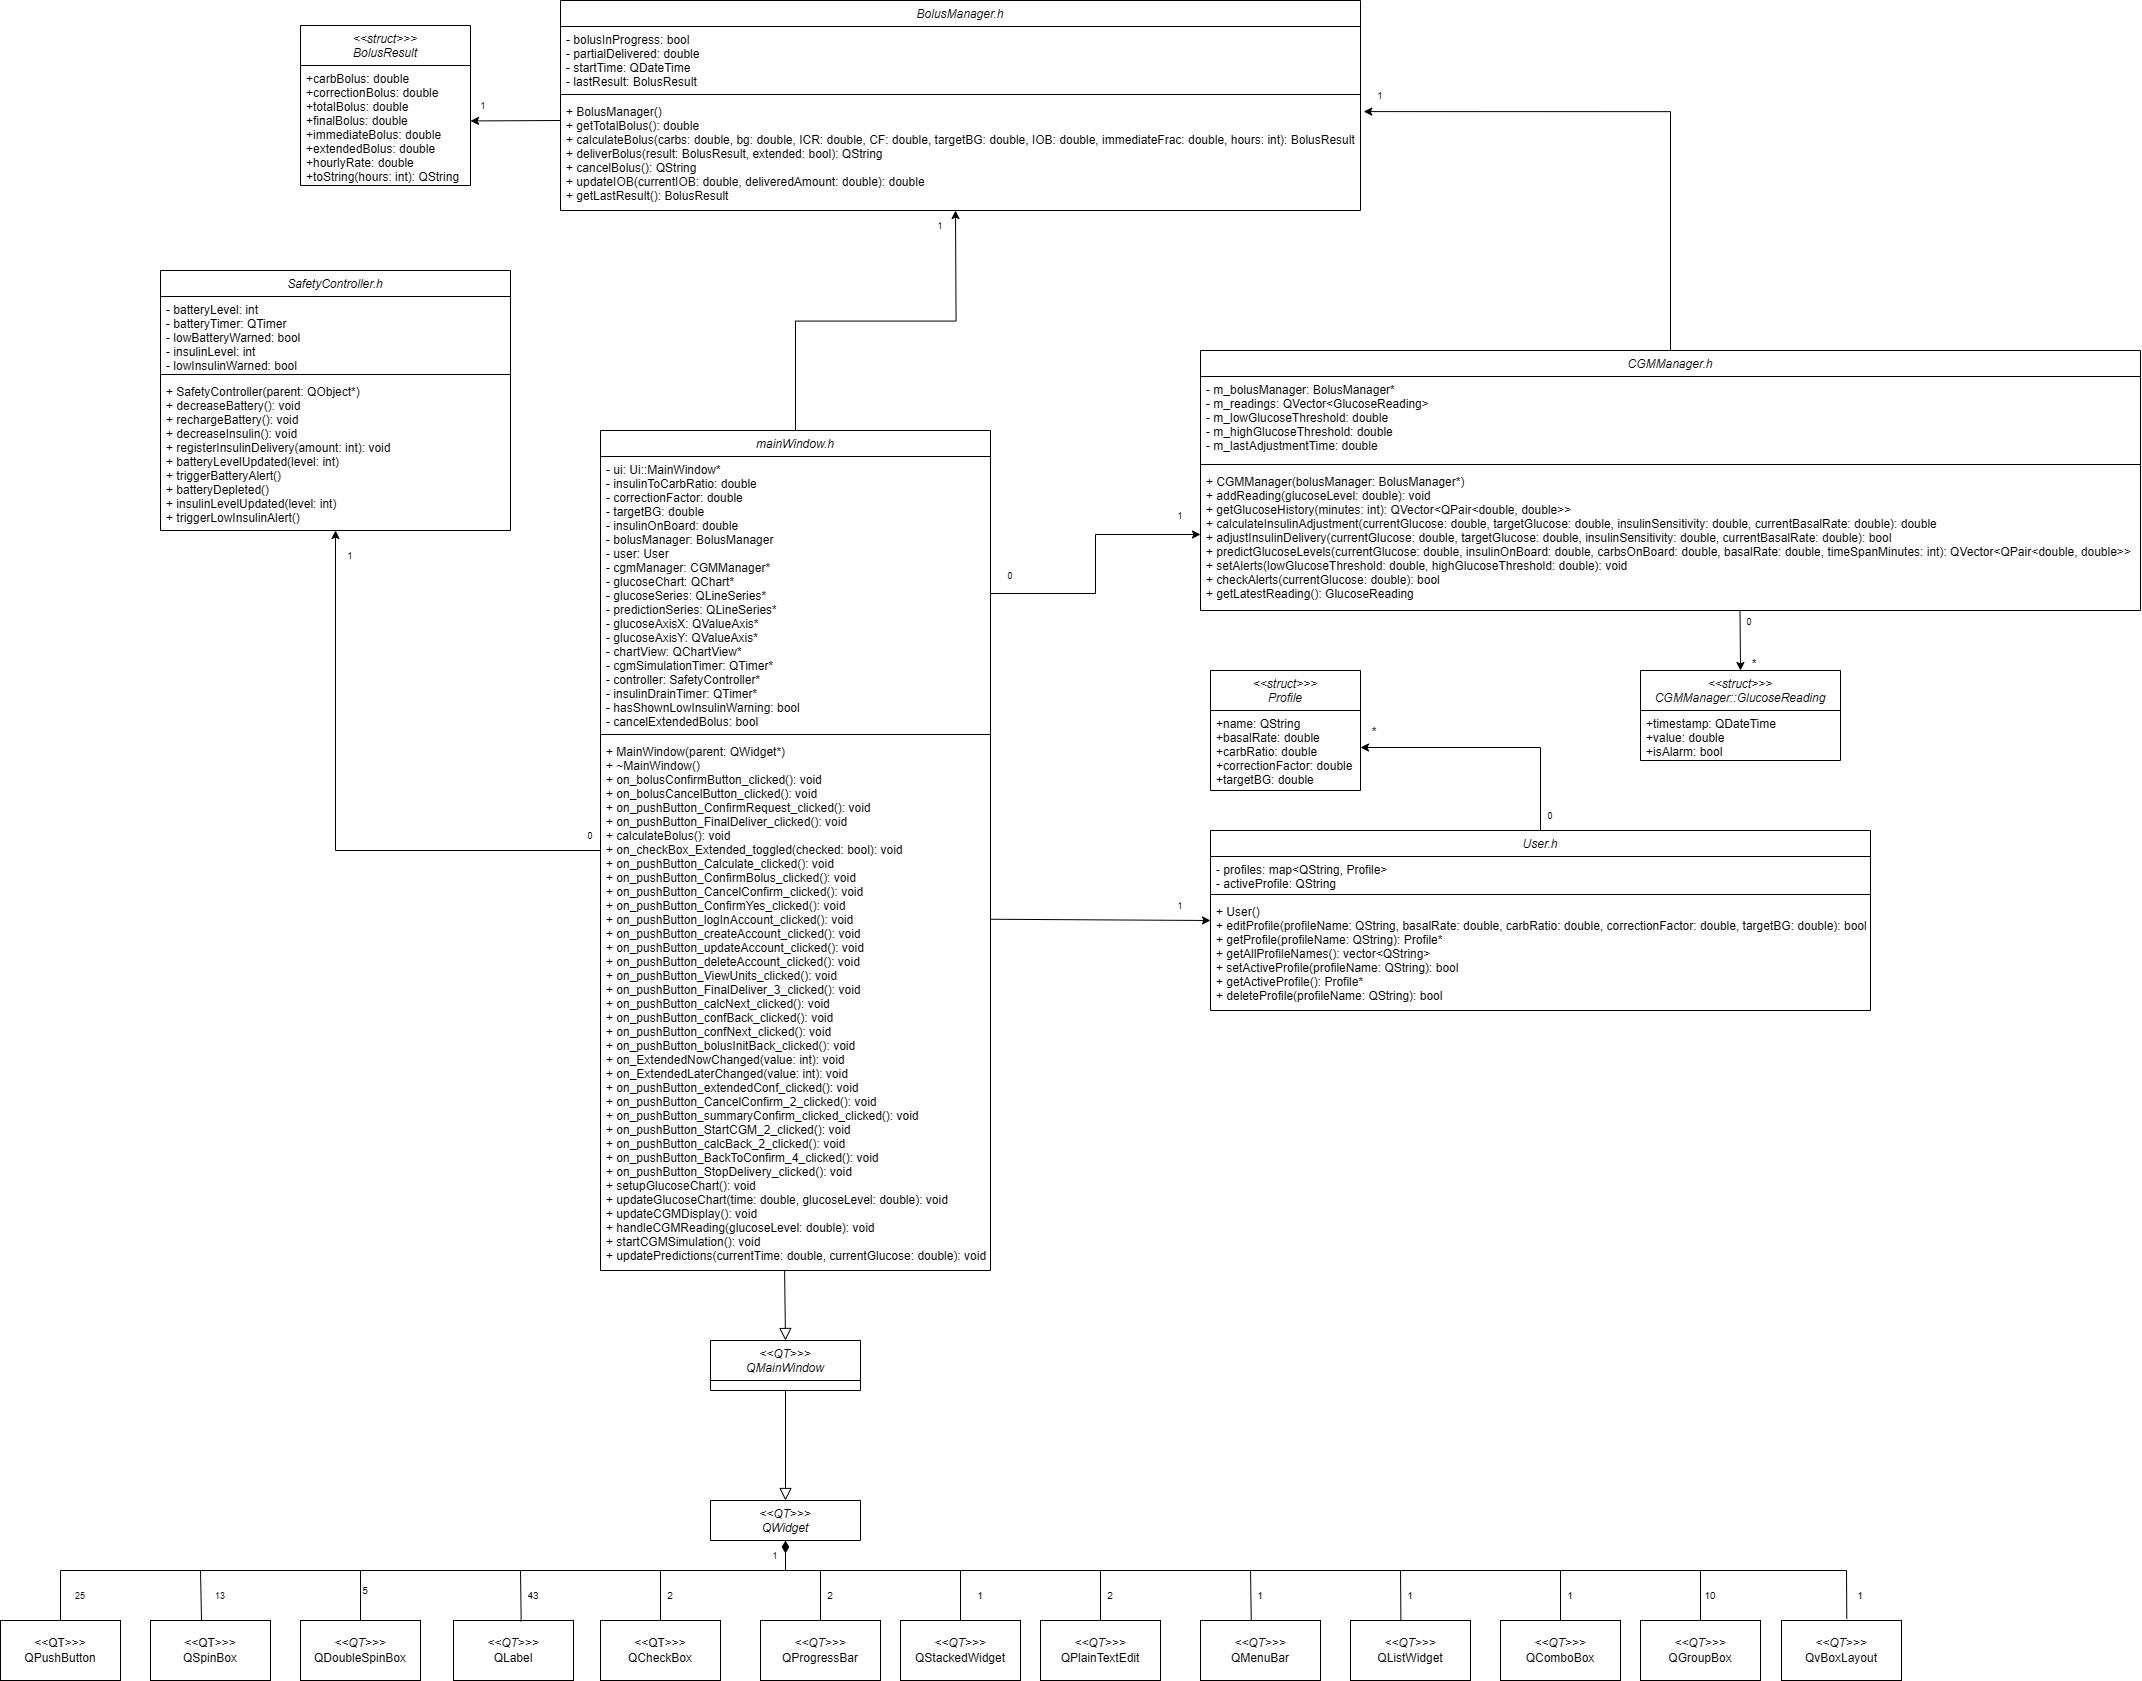 BolusManager.h
- bolusInProgress: bool
- partialDelivered: double
- startTime: QDateTime
- lastResult: BolusResult
+ BolusManager()
+ getTotalBolus(): double
+ calculateBolus(carbs: double, bg: double, ICR: double, CF: double, targetBG: double, IOB: double, immediateFrac: double, hours: int): BolusResult
+ deliverBolus(result: BolusResult, extended: bool): QString
+ cancelBolus(): QString
+ updateIOB(currentIOB: double, deliveredAmount: double): double
+ getLastResult(): BolusResult
<<struct>>>
BolusResult
+carbBolus: double
+correctionBolus: double
+totalBolus: double
+finalBolus: double
+immediateBolus: double
+extendedBolus: double
+hourlyRate: double
+toString(hours: int): QString
1
1
1
SafetyController.h
- batteryLevel: int
- batteryTimer: QTimer
- lowBatteryWarned: bool
- insulinLevel: int
- lowInsulinWarned: bool
+ SafetyController(parent: QObject*)
+ decreaseBattery(): void
+ rechargeBattery(): void
+ decreaseInsulin(): void
+ registerInsulinDelivery(amount: int): void
+ batteryLevelUpdated(level: int)
+ triggerBatteryAlert()
+ batteryDepleted()
+ insulinLevelUpdated(level: int)
+ triggerLowInsulinAlert()
1
0
mainWindow.h
- ui: Ui::MainWindow*
- insulinToCarbRatio: double
- correctionFactor: double
- targetBG: double
- insulinOnBoard: double
- bolusManager: BolusManager
- user: User
- cgmManager: CGMManager*
- glucoseChart: QChart*
- glucoseSeries: QLineSeries*
- predictionSeries: QLineSeries*
- glucoseAxisX: QValueAxis*
- glucoseAxisY: QValueAxis*
- chartView: QChartView*
- cgmSimulationTimer: QTimer*
- controller: SafetyController*
- insulinDrainTimer: QTimer*
- hasShownLowInsulinWarning: bool
- cancelExtendedBolus: bool
+ MainWindow(parent: QWidget*)
+ ~MainWindow()
+ on_bolusConfirmButton_clicked(): void
+ on_bolusCancelButton_clicked(): void
+ on_pushButton_ConfirmRequest_clicked(): void
+ on_pushButton_FinalDeliver_clicked(): void
+ calculateBolus(): void
+ on_checkBox_Extended_toggled(checked: bool): void
+ on_pushButton_Calculate_clicked(): void
+ on_pushButton_ConfirmBolus_clicked(): void
+ on_pushButton_CancelConfirm_clicked(): void
+ on_pushButton_ConfirmYes_clicked(): void
+ on_pushButton_logInAccount_clicked(): void
+ on_pushButton_createAccount_clicked(): void
+ on_pushButton_updateAccount_clicked(): void
+ on_pushButton_deleteAccount_clicked(): void
+ on_pushButton_ViewUnits_clicked(): void
+ on_pushButton_FinalDeliver_3_clicked(): void
+ on_pushButton_calcNext_clicked(): void
+ on_pushButton_confBack_clicked(): void
+ on_pushButton_confNext_clicked(): void
+ on_pushButton_bolusInitBack_clicked(): void
+ on_ExtendedNowChanged(value: int): void
+ on_ExtendedLaterChanged(value: int): void
+ on_pushButton_extendedConf_clicked(): void
+ on_pushButton_CancelConfirm_2_clicked(): void
+ on_pushButton_summaryConfirm_clicked_clicked(): void
+ on_pushButton_StartCGM_2_clicked(): void
+ on_pushButton_calcBack_2_clicked(): void
+ on_pushButton_BackToConfirm_4_clicked(): void
+ on_pushButton_StopDelivery_clicked(): void
+ setupGlucoseChart(): void
+ updateGlucoseChart(time: double, glucoseLevel: double): void
+ updateCGMDisplay(): void
+ handleCGMReading(glucoseLevel: double): void
+ startCGMSimulation(): void
+ updatePredictions(currentTime: double, currentGlucose: double): void
1
0
CGMManager.h
- m_bolusManager: BolusManager*
- m_readings: QVector<GlucoseReading>
- m_lowGlucoseThreshold: double
- m_highGlucoseThreshold: double
- m_lastAdjustmentTime: double
+ CGMManager(bolusManager: BolusManager*)
+ addReading(glucoseLevel: double): void
+ getGlucoseHistory(minutes: int): QVector<QPair<double, double>>
+ calculateInsulinAdjustment(currentGlucose: double, targetGlucose: double, insulinSensitivity: double, currentBasalRate: double): double
+ adjustInsulinDelivery(currentGlucose: double, targetGlucose: double, insulinSensitivity: double, currentBasalRate: double): bool
+ predictGlucoseLevels(currentGlucose: double, insulinOnBoard: double, carbsOnBoard: double, basalRate: double, timeSpanMinutes: int): QVector<QPair<double, double>>
+ setAlerts(lowGlucoseThreshold: double, highGlucoseThreshold: double): void
+ checkAlerts(currentGlucose: double): bool
+ getLatestReading(): GlucoseReading
0
*
<<struct>>>
CGMManager::GlucoseReading
+timestamp: QDateTime
+value: double
+isAlarm: bool
<<struct>>>
Profile
+name: QString
+basalRate: double
+carbRatio: double
+correctionFactor: double
+targetBG: double
*
0
1
User.h
- profiles: map<QString, Profile>
- activeProfile: QString
+ User()
+ editProfile(profileName: QString, basalRate: double, carbRatio: double, correctionFactor: double, targetBG: double): bool
+ getProfile(profileName: QString): Profile*
+ getAllProfileNames(): vector<QString>
+ setActiveProfile(profileName: QString): bool
+ getActiveProfile(): Profile*
+ deleteProfile(profileName: QString): bool
<<QT>>>
QMainWindow
<<QT>>>
QWidget
1
25
13
5
43
2
2
1
2
1
1
1
10
1
<<QT>>>
QPushButton
<<QT>>>
QSpinBox
<<QT>>>
QDoubleSpinBox
<<QT>>>
QLabel
<<QT>>>
QCheckBox
<<QT>>>
QProgressBar
<<QT>>>
QStackedWidget
<<QT>>>
QPlainTextEdit
<<QT>>>
QMenuBar
<<QT>>>
QListWidget
<<QT>>>
QComboBox
<<QT>>>
QGroupBox
<<QT>>>
QvBoxLayout